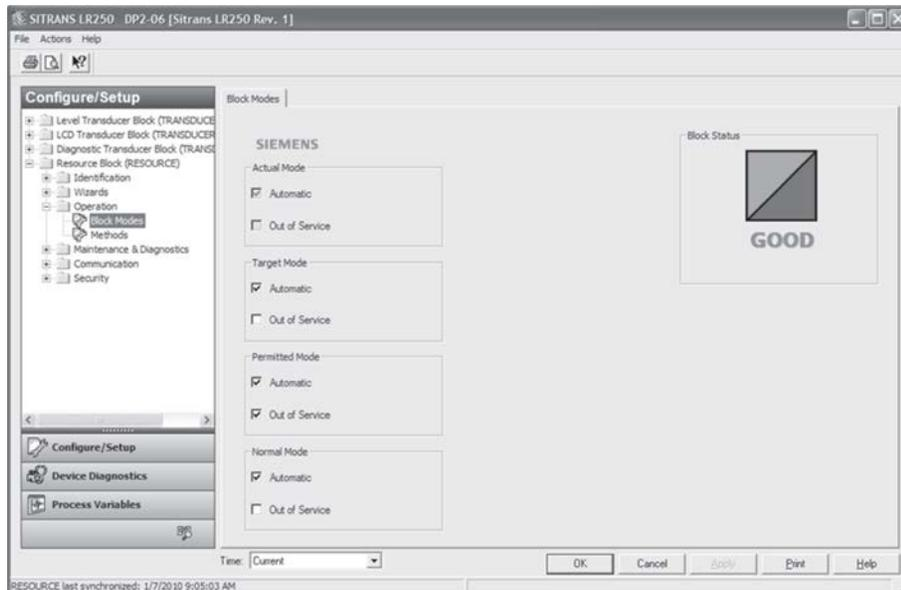 SITRANS LR250 DP2-06 [Sitrans LR250 Rev. 1]
File Actions Help
Configure/Setup
Level Transducer Block (TRANSDUCE
LCD Transducer Block (TRANSDUCER
Diagnostic Transducer Block (TRANSD
Resource Block (RESOURCE)
Identification
Wizards
Operation
Block Modes
Methods
Maintenance & Diagnostics
Communication
Security
Configure/Setup
Device Diagnostics
Process Variables
Block Modes
SIEMENS
Actual Mode
Automatic
Out of Service
Target Mode
Automatic
Out of Service
Permitted Mode
Automatic
Out of Service
Normal Mode
Automatic
Out of Service
Block Status
GOOD
Time: Current
OK Cancel Apply Print Help
RESOURCE last synchronized: 1/7/2010 9:05:03 AM